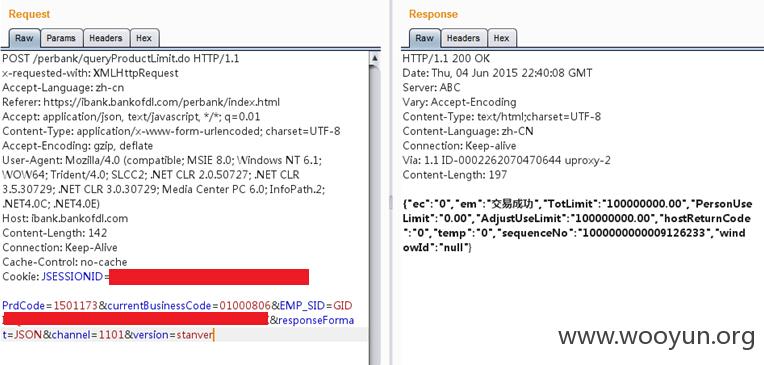 Request
Raw Params Headers Hex
POST /perbank/queryProductLimit.do HTTP/1.1
x-requested-with: XMLHttpRequest
Accept-Language: zh-cn
Referer: https://ibank.bankofdl.com/perbank/index.html
Accept: application/json, text/javascript, */*; q=0.01
Content-Type: application/x-www-form-urlencoded; charset=UTF-8
Accept-Encoding: gzip, deflate
User-Agent: Mozilla/4.0 (compatible; MSIE 8.0; Windows NT 6.1;
WOW64; Trident/4.0; SLCC2; .NET CLR 2.0.50727; .NET CLR
3.5.30729; .NET CLR 3.0.30729; Media Center PC 6.0; InfoPath.2;
.NET4.0C; .NET4.0E)
Host: ibank.bankofdl.com
Content-Length: 142
Connection: Keep-Alive
Cache-Control: no-cache
Cookie: JSESSIONID=
PrdCode=1501173&currentBusinessCode=01000806&EMP_SID=GID
&responseForma
t=JSON&channel=1101&version=stanver
Response
Raw Headers Hex
HTTP/1.1 200 OK
Date: Thu, 04 Jun 2015 22:40:08 GMT
Server: ABC
Vary: Accept-Encoding
Content-Type: text/html;charset=UTF-8
Content-Language: zh-CN
Connection: Keep-alive
Via: 1.1 ID-0002262070470644 uproxy-2
Content-Length: 197
{"ec":"0","em":"交易成功","TotLimit":"100000000.00","PersonUse
Limit":"0.00","AdjustUseLimit":"100000000.00","hostReturnCode
":"0","temp":"0","sequenceNo":"1000000000009126233","wind
owId":"null"}
www.wooyun.org